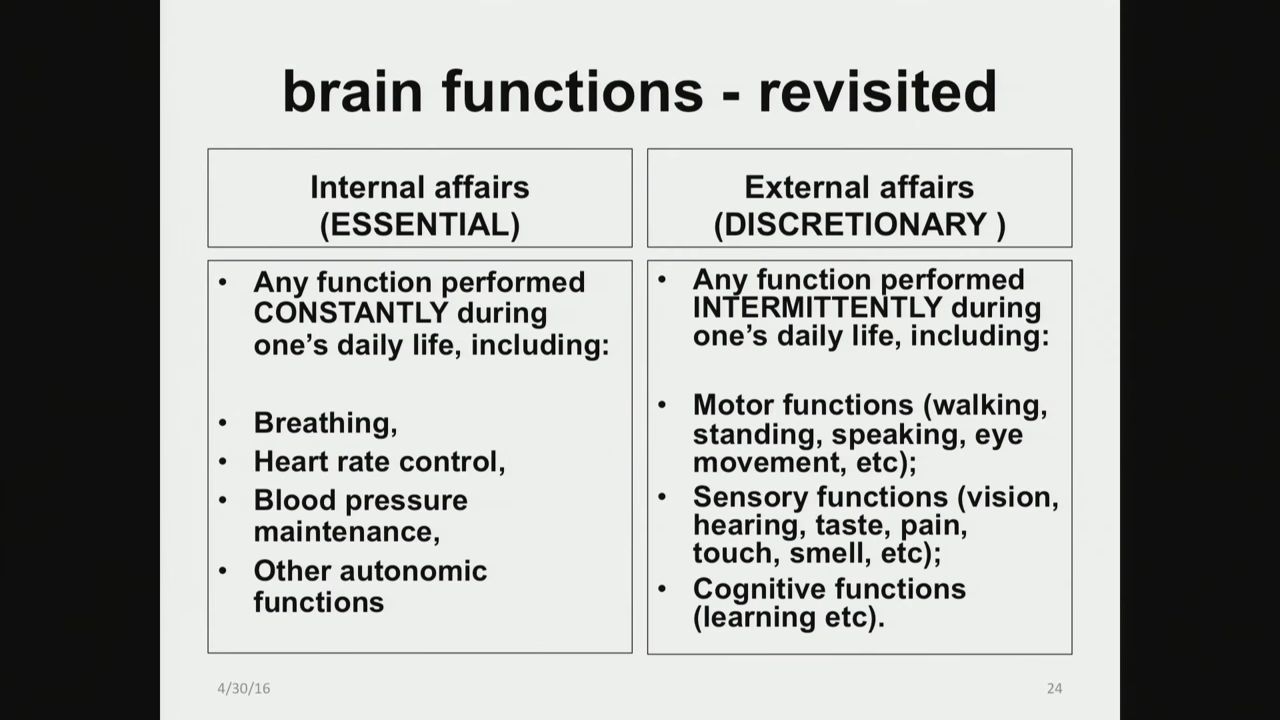 brain functions - revisited
Internal affairs
(ESSENTIAL)
• Any function performed
CONSTANTLY during
one’s daily life, including:
• Breathing,
• Heart rate control,
• Blood pressure
maintenance,
• Other autonomic
functions
External affairs
(DISCRETIONARY )
• Any function performed
INTERMITTENTLY during
one’s daily life, including:
• Motor functions (walking,
standing, speaking, eye
movement, etc);
• Sensory functions (vision,
hearing, taste, pain,
touch, smell, etc);
• Cognitive functions
(learning etc).
4/30/16
24